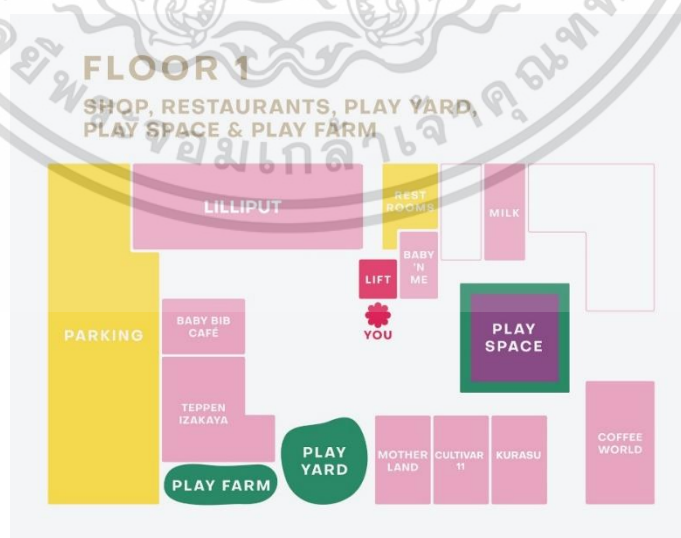 FLOOR 1
SHOP, RESTAURANTS, PLAY YARD,
PLAY SPACE & PLAY FARM
LILLIPUT
REST
ROOMS
MILK
BABY
'N
ME
LIFT
YOU
PARKING
BABY BIB
CAFÉ
PLAY
SPACE
TEPPEN
IZAKAYA
PLAY
YARD
MOTHER
LAND
CULTIVAR
11
KURASU
COFFEE
WORLD
PLAY FARM